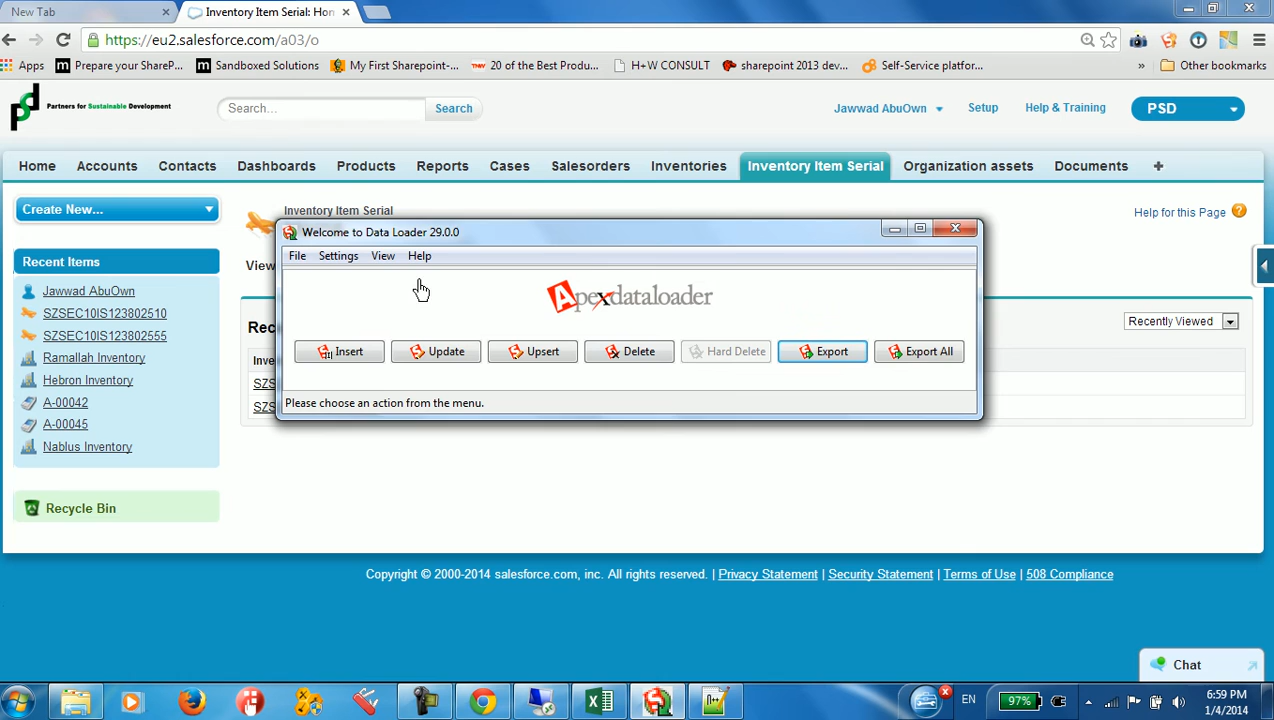 New Tab
Inventory Item Serial: Hom
https://eu2.salesforce.com/a03/o
Apps
Prepare your ShareP...
Sandboxed Solutions
My First Sharepoint-...
20 of the Best Produ...
H+W CONSULT
sharepoint 2013 dev...
Self-Service platfor...
»
Other bookmarks
psd
Partners for Sustainable Development
Search...
Search
Jawwad AbuOwn
Setup
Help & Training
PSD
Home
Accounts
Contacts
Dashboards
Products
Reports
Cases
Salesorders
Inventories
Inventory Item Serial
Organization assets
Documents
+
Create New...
Inventory Item Serial
Help for this Page
Recent Items
Jawwad AbuOwn
SZSEC10IS123802510
SZSEC10IS123802555
Ramallah Inventory
Hebron Inventory
A-00042
A-00045
Nablus Inventory
Recycle Bin
View
Rec
Recently Viewed
Inve
SZS
SZS
Welcome to Data Loader 29.0.0
File
Settings
View
Help
Apexdataloader
Insert
Update
Upsert
Delete
Hard Delete
Export
Export All
Please choose an action from the menu.
Copyright © 2000-2014 salesforce.com, inc. All rights reserved. | Privacy Statement | Security Statement | Terms of Use | 508 Compliance
Chat
EN
97%
6:59 PM
1/4/2014